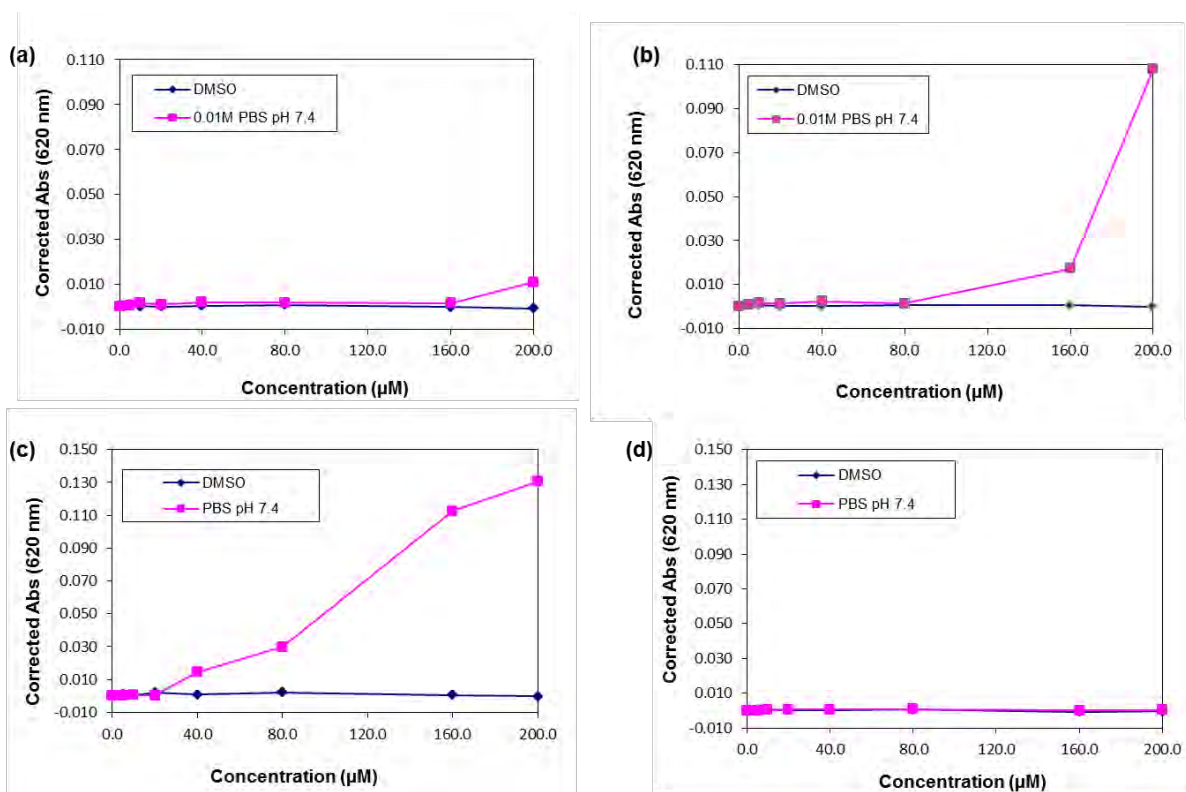 (a)
0.110
0.090
0.070
0.050
0.030
0.010
-0.010
Corrected Abs (620 nm)
DMSO
0.01M PBS pH 7.4
0.0 40.0 80.0 120.0 160.0 200.0
Concentration (µM)
(b)
0.110
0.090
0.070
0.050
0.030
0.010
-0.010
Corrected Abs (620 nm)
DMSO
0.01M PBS pH 7.4
0.0 40.0 80.0 120.0 160.0 200.0
Concentration (µM)
(c)
0.150
0.130
0.110
0.090
0.070
0.050
0.030
0.010
-0.010
Corrected Abs (620 nm)
DMSO
PBS pH 7.4
0.0 40.0 80.0 120.0 160.0 200.0
Concentration (µM)
(d)
0.150
0.130
0.110
0.090
0.070
0.050
0.030
0.010
-0.010
Corrected Abs (620 nm)
DMSO
PBS pH 7.4
0.0 40.0 80.0 120.0 160.0 200.0
Concentration (µM)